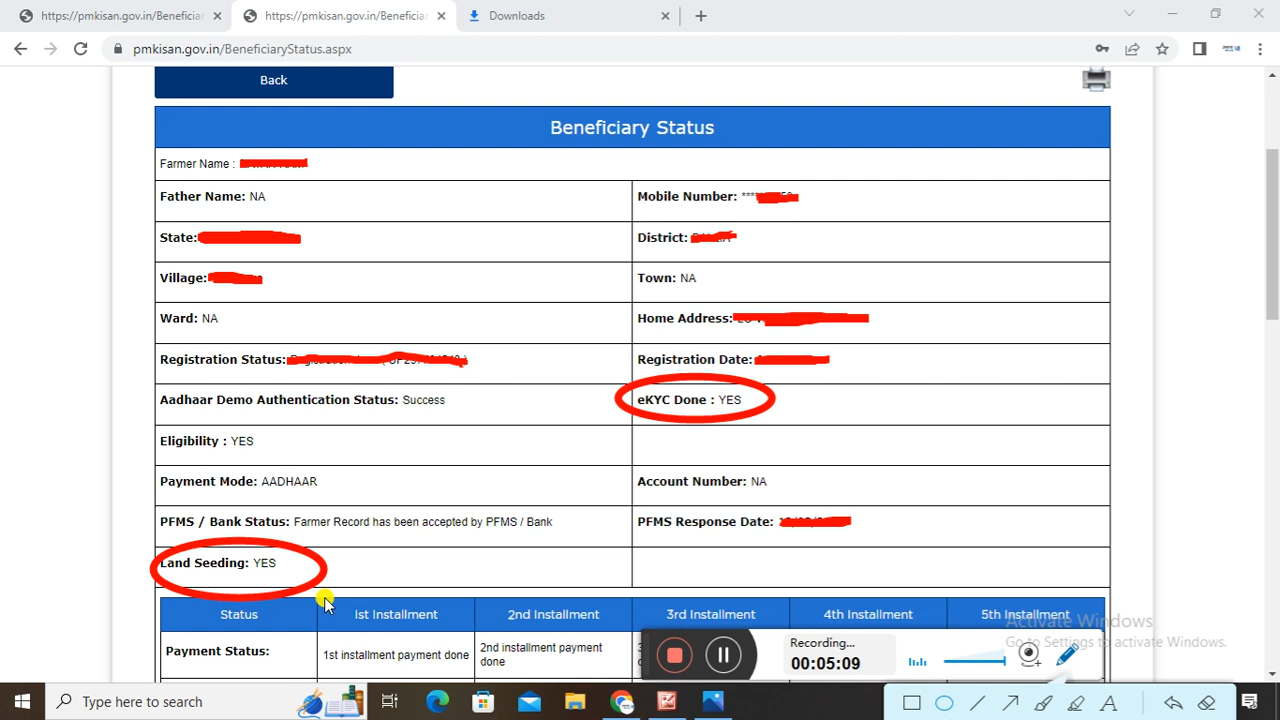 https://pmkisan.gov.in/Beneficiar
https://pmkisan.gov.in/Beneficiar
Downloads
pmkisan.gov.in/BeneficiaryStatus.aspx
Back
Beneficiary Status
Farmer Name :
Father Name: NA
Mobile Number: ****
State:
District:
Village:
Town: NA
Ward: NA
Home Address:
Registration Status:
Registration Date:
Aadhaar Demo Authentication Status: Success
eKYC Done : YES
Eligibility : YES
Payment Mode: AADHAAR
Account Number: NA
PFMS / Bank Status: Farmer Record has been accepted by PFMS / Bank
PFMS Response Date:
Land Seeding: YES
Status
1st Installment
2nd Installment
3rd Installment
4th Installment
5th Installment
Payment Status:
1st installment payment done
2nd installment payment
done
Recording...
00:05:09
Activate Windows
Go to Settings to activate Windows.
Type here to search